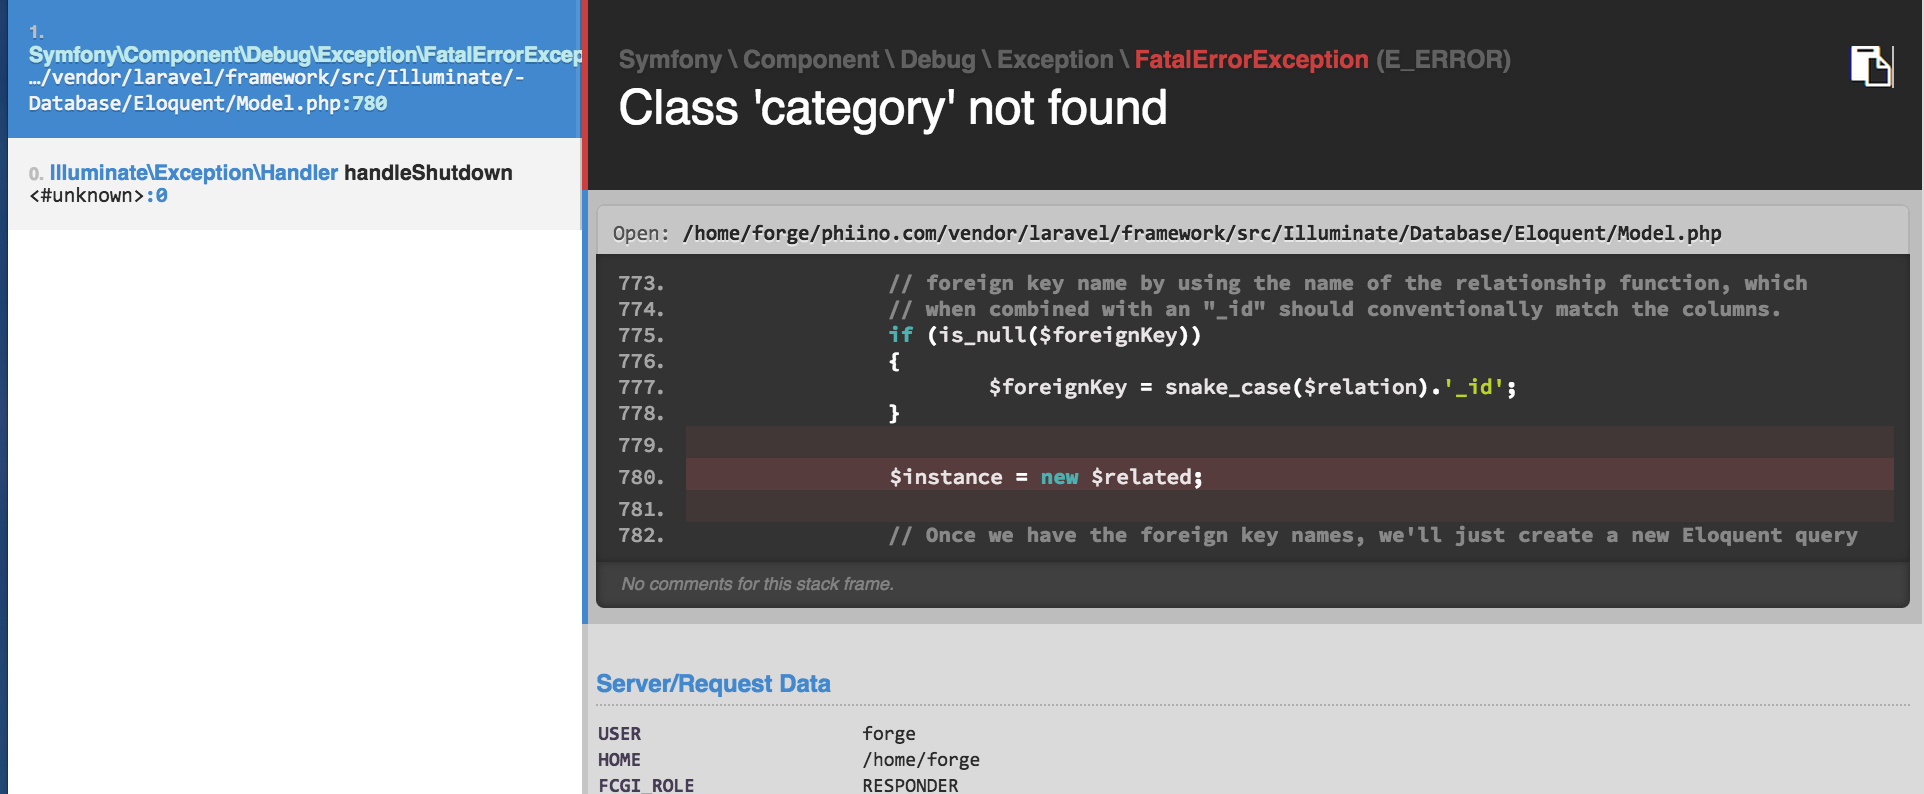 1.
Symfony\Component\Debug\Exception\FatalErrorExcep
…/vendor/laravel/framework/src/Illuminate/-
Database/Eloquent/Model.php:780
0. Illuminate\Exception\Handler handleShutdown
<#unknown>:0
Symfony \ Component \ Debug \ Exception \ FatalErrorException (E_ERROR)
Class 'category' not found
Open: /home/forge/phiino.com/vendor/laravel/framework/src/Illuminate/Database/Eloquent/Model.php
773. // foreign key name by using the name of the relationship function, which
774. // when combined with an "_id" should conventionally match the columns.
775. if (is_null($foreignKey))
776. {
777. $foreignKey = snake_case($relation).'_id';
778. }
779.
780. $instance = new $related;
781.
782. // Once we have the foreign key names, we'll just create a new Eloquent query
No comments for this stack frame.
Server/Request Data
USER forge
HOME /home/forge
FCGI_ROLE RESPONDER